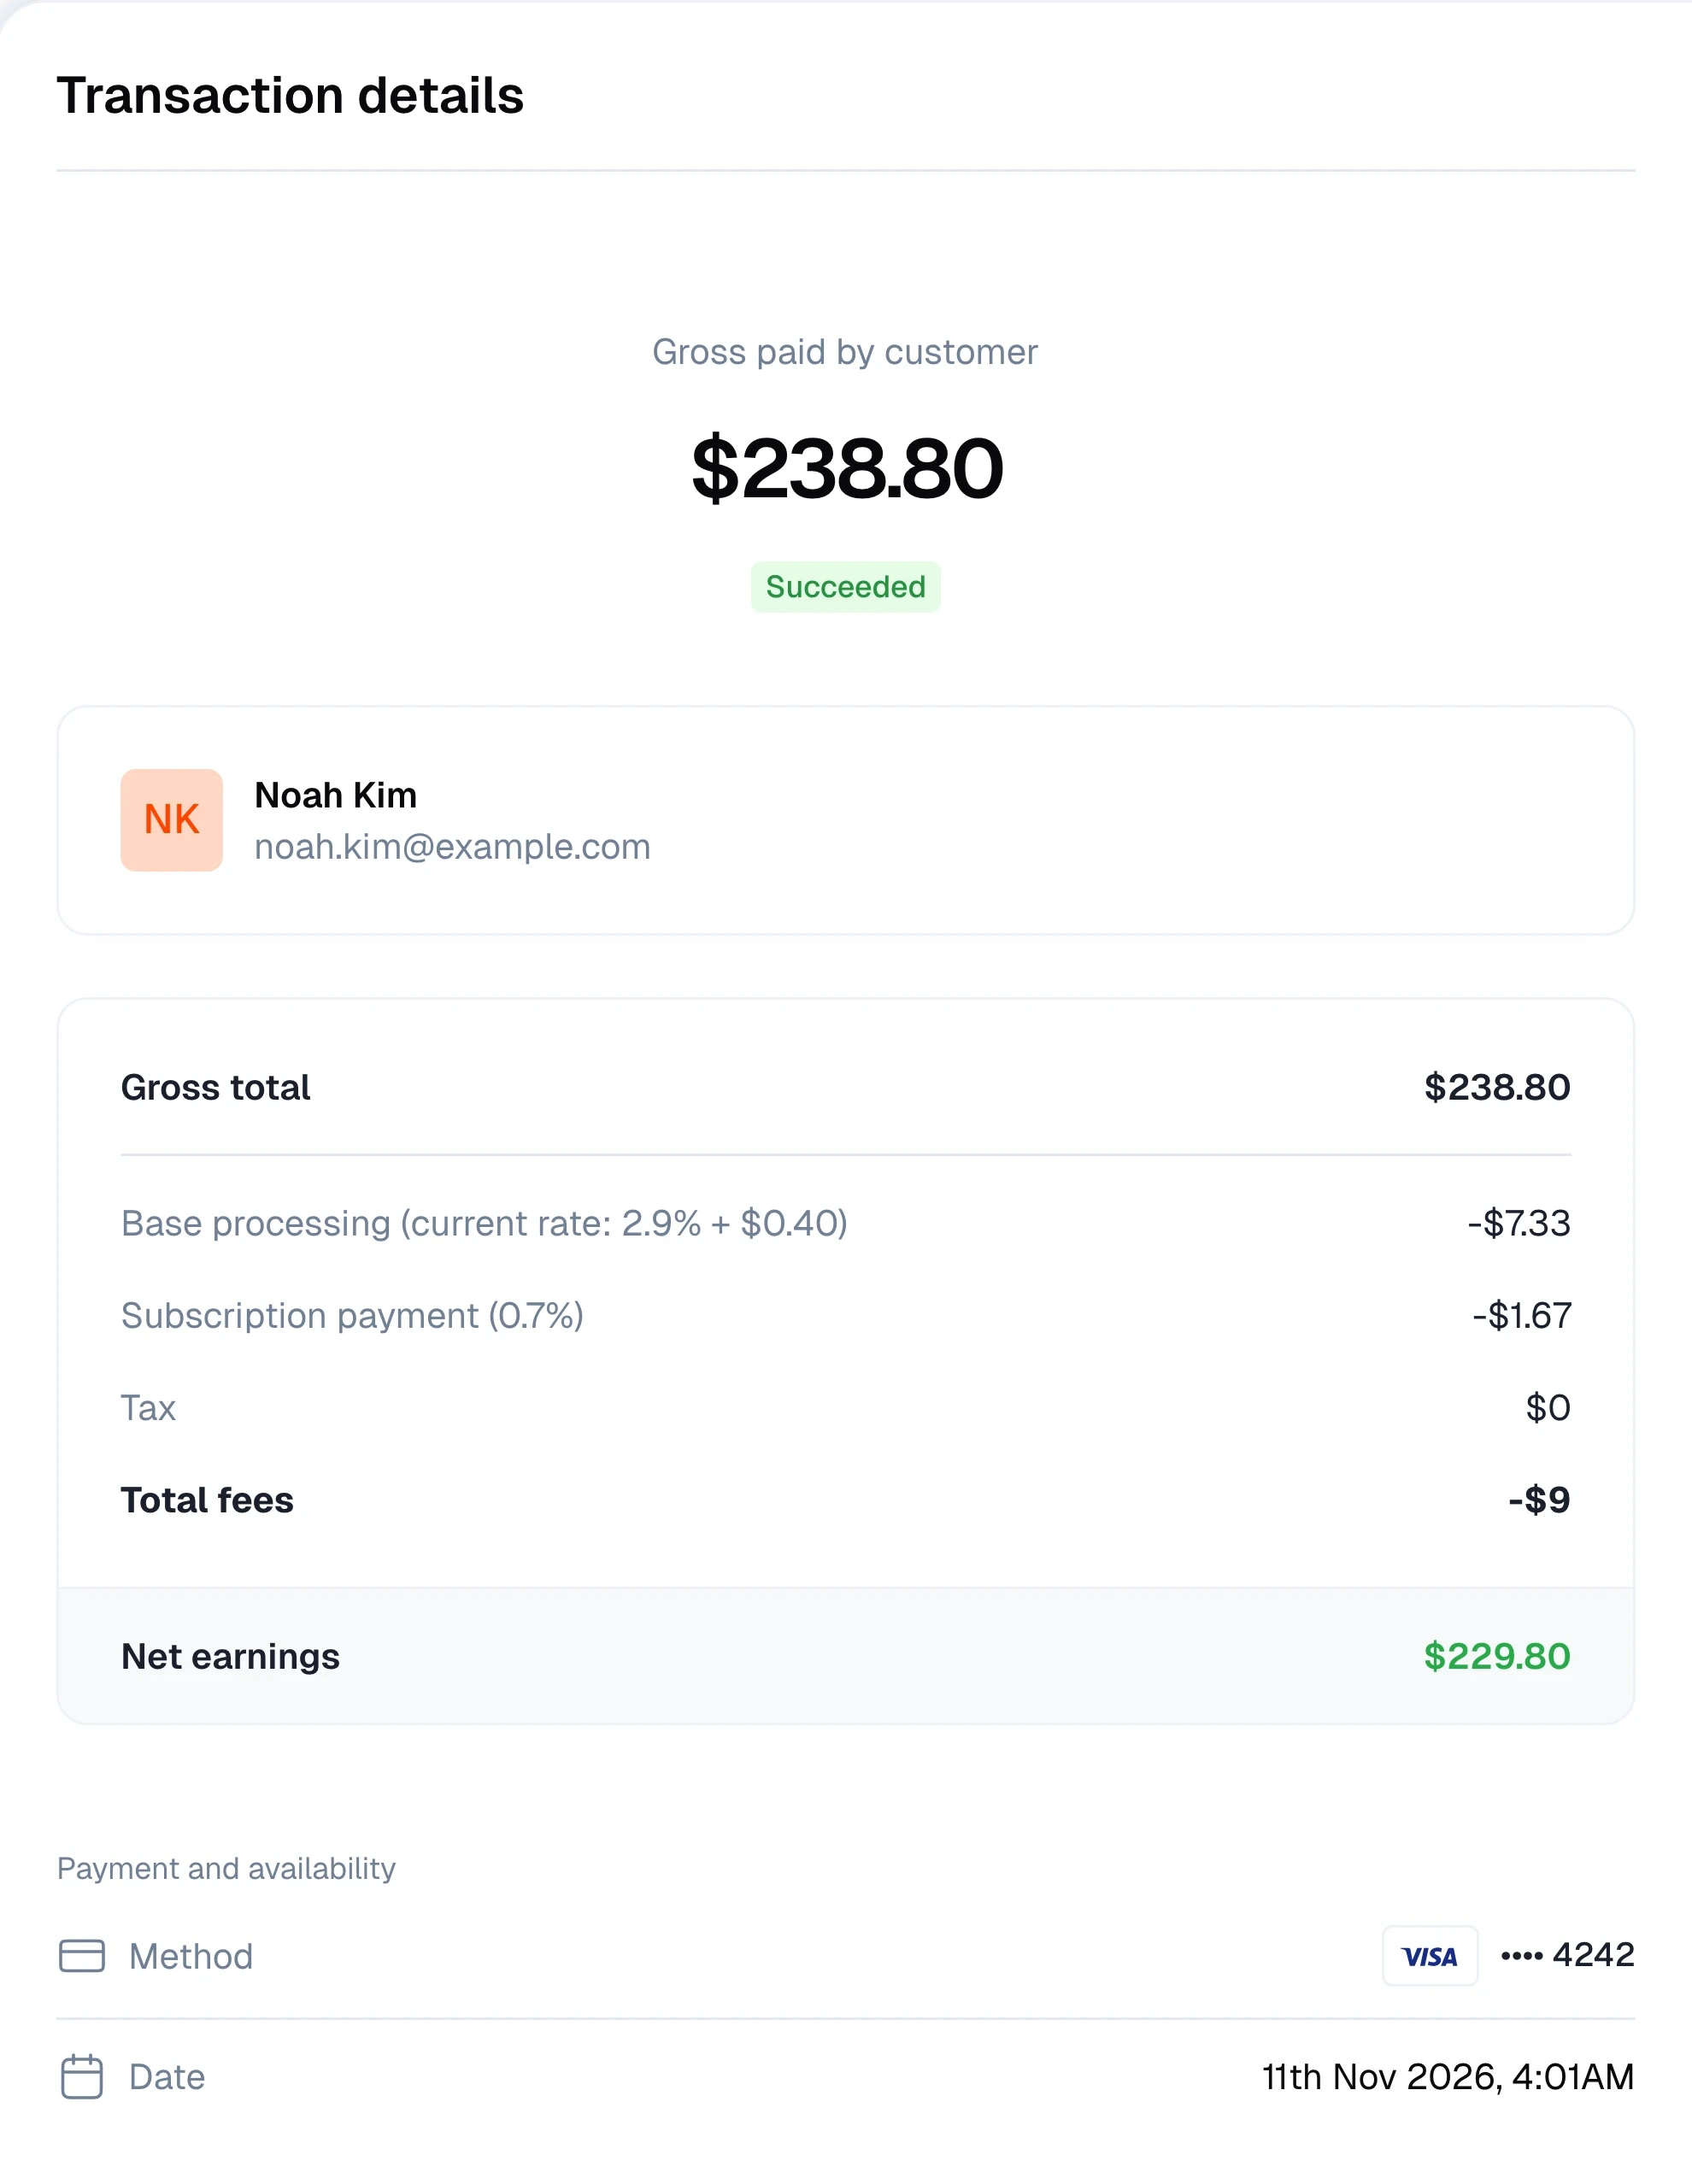 Transaction details
Gross paid by customer
$238.80
Succeeded
NK
Noah Kim
noah.kim@example.com
Gross total $238.80
Base processing (current rate: 2.9% + $0.40) -$7.33
Subscription payment (0.7%) -$1.67
Tax $0
Total fees -$9
Net earnings $229.80
Payment and availability
Method VISA •••• 4242
Date 11th Nov 2026, 4:01AM